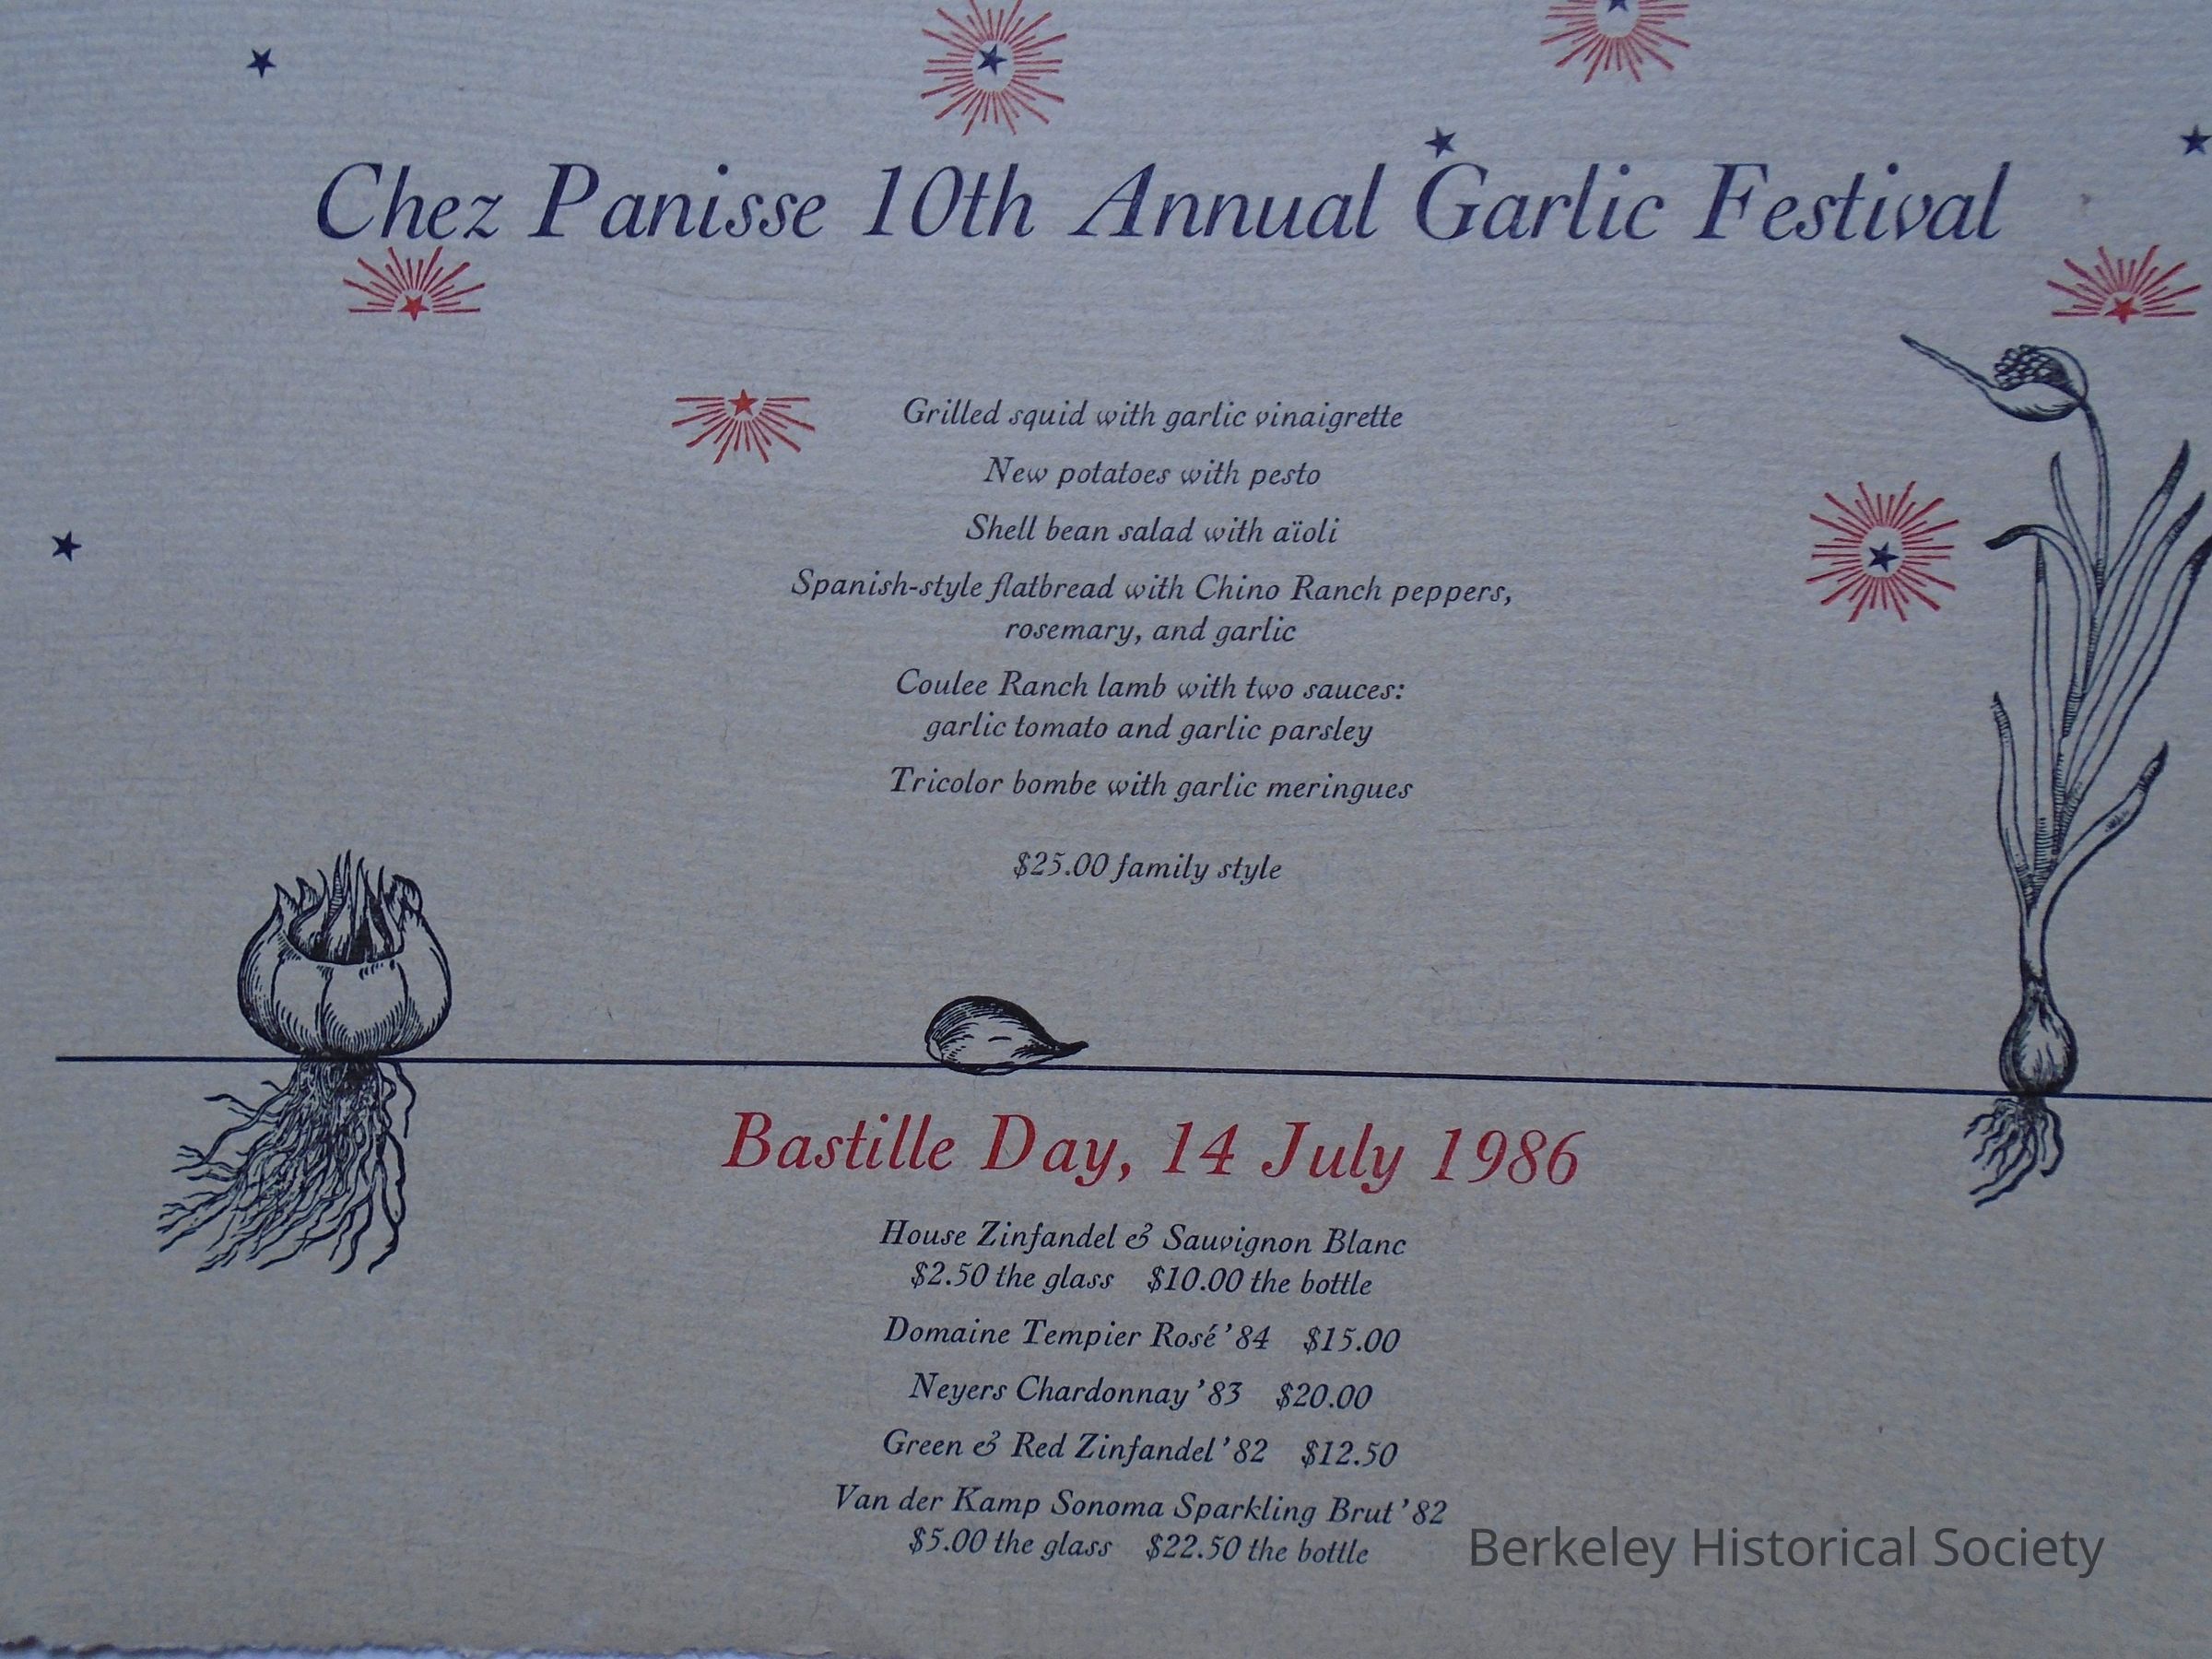 Chez Panisse 10th Annual Garlic Festival
Grilled squid with garlic vinaigrette
New potatoes with pesto
Shell bean salad with aïoli
Spanish-style flatbread with Chino Ranch peppers,
rosemary, and garlic
Coulee Ranch lamb with two sauces:
garlic tomato and garlic parsley
Tricolor bombe with garlic meringues
$25.00 family style
Bastille Day, 14 July 1986
House Zinfandel & Sauvignon Blanc
$2.50 the glass $10.00 the bottle
Domaine Tempier Rosé '84 $15.00
Neyers Chardonnay '83 $20.00
Green & Red Zinfandel '82 $12.50
Van der Kamp Sonoma Sparkling Brut '82
$5.00 the glass $22.50 the bottle
Berkeley Historical Society